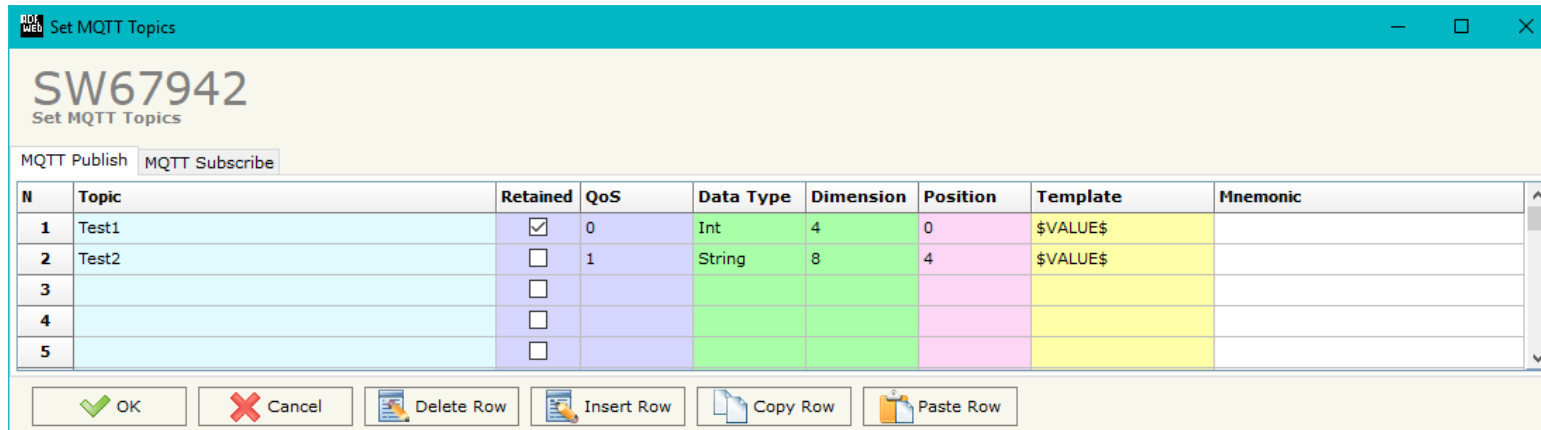 ADF WEB Set MQTT Topics
SW67942
Set MQTT Topics
MQTT Publish MQTT Subscribe
N Topic Retained QoS Data Type Dimension Position Template Mnemonic
1 Test1 0 Int 4 0 $VALUE$
2 Test2 1 String 8 4 $VALUE$
3
4
5
OK Cancel Delete Row Insert Row Copy Row Paste Row